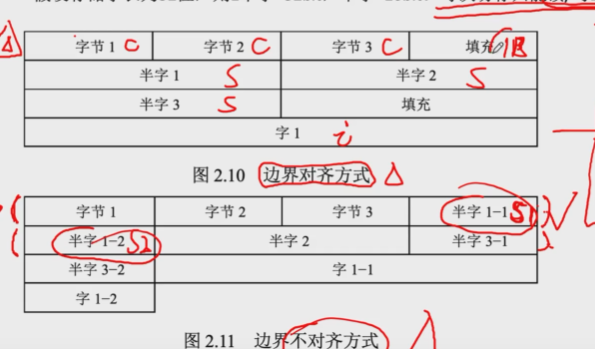 字节 1 C 字节 2 C 字节 3 C 填充 1B
半字 1 S 半字 2 S
半字 3 S 填充
字 1 i
图 2.10 边界对齐方式
字节 1 字节 2 字节 3 半字 1-1 S1
半字 1-2 S2 半字 2 半字 3-1
半字 3-2 字 1-1
字 1-2
图 2.11 边界不对齐方式